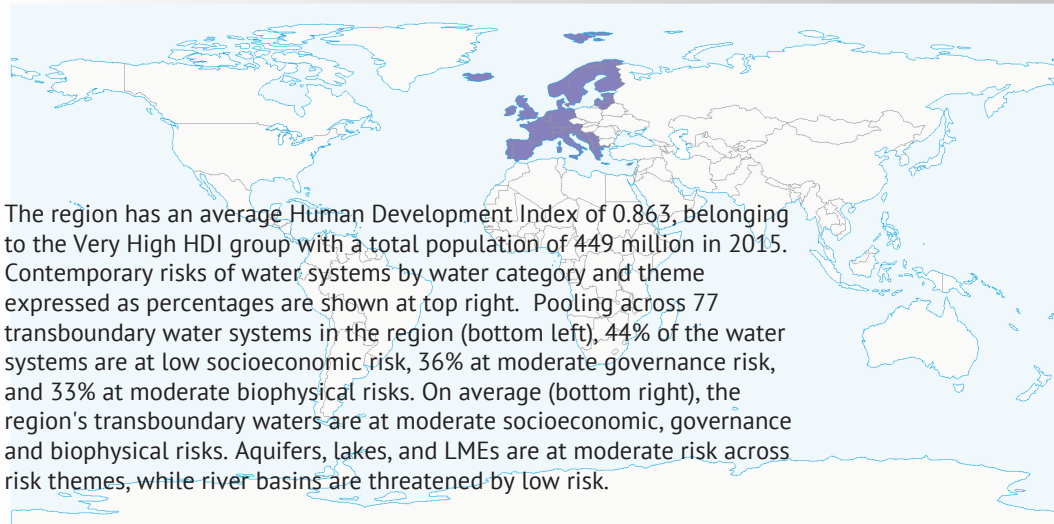 The region has an average Human Development Index of 0.863, belonging
to the Very High HDI group with a total population of 449 million in 2015.
Contemporary risks of water systems by water category and theme
expressed as percentages are shown at top right.  Pooling across 77
transboundary water systems in the region (bottom left), 44% of the water
systems are at low socioeconomic risk, 36% at moderate governance risk,
and 33% at moderate biophysical risks. On average (bottom right), the
region's transboundary waters are at moderate socioeconomic, governance
and biophysical risks. Aquifers, lakes, and LMEs are at moderate risk across
risk themes, while river basins are threatened by low risk.